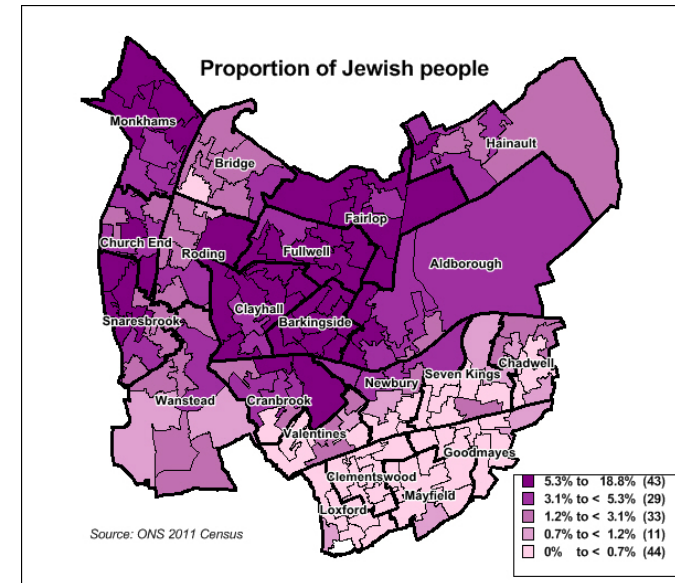 Proportion of Jewish people
Monkhams
Hainault
Bridge
Fairlop
Church End
Roding
Fullwell
Aldborough
Clayhall
Snaresbrook
Barkingside
Chadwell
Seven Kings
Newbury
Wanstead
Cranbrook
Valentines
Goodmayes
Clementswood
Mayfield
Loxford
5.3% to 18.8% (43)
3.1% to < 5.3% (29)
1.2% to < 3.1% (33)
0.7% to < 1.2% (11)
0% to < 0.7% (44)
Source: ONS 2011 Census